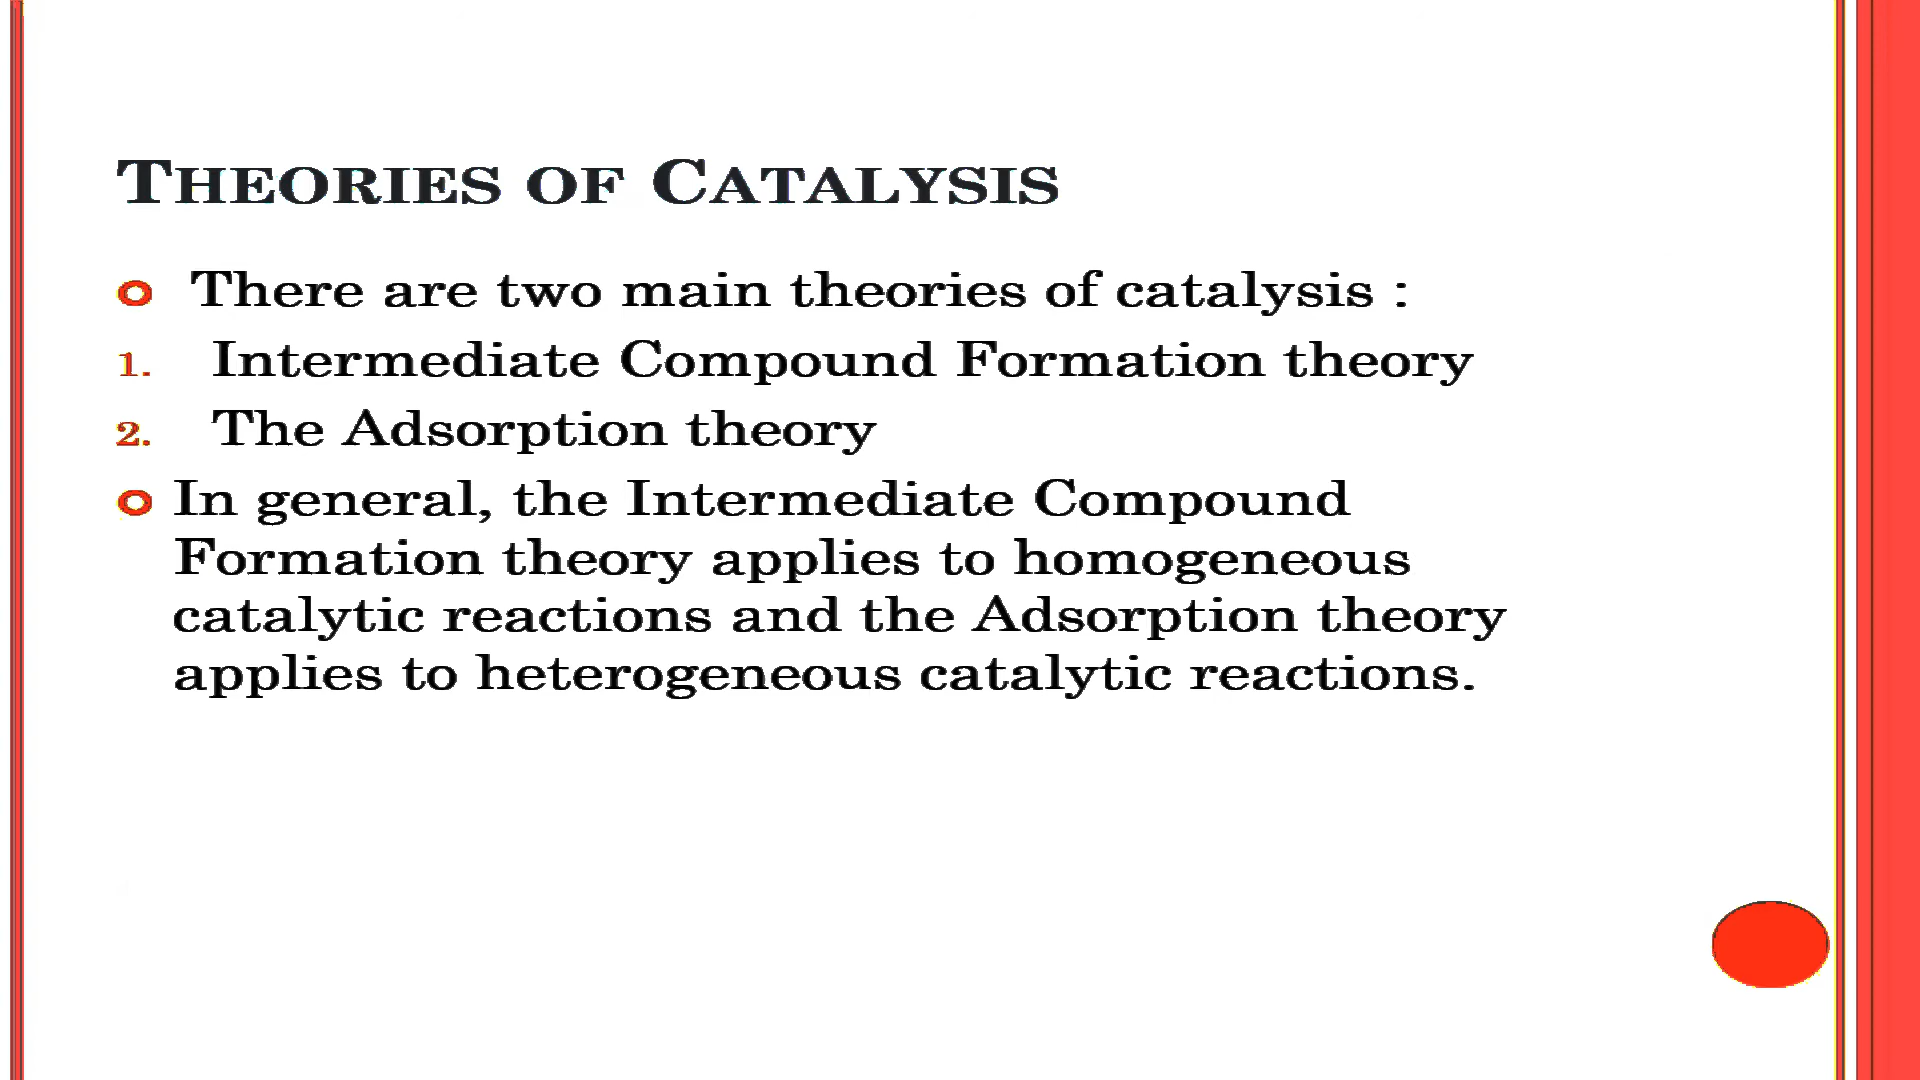 THEORIES OF CATALYSIS
There are two main theories of catalysis :
1. Intermediate Compound Formation theory
2. The Adsorption theory
In general, the Intermediate Compound
Formation theory applies to homogeneous
catalytic reactions and the Adsorption theory
applies to heterogeneous catalytic reactions.